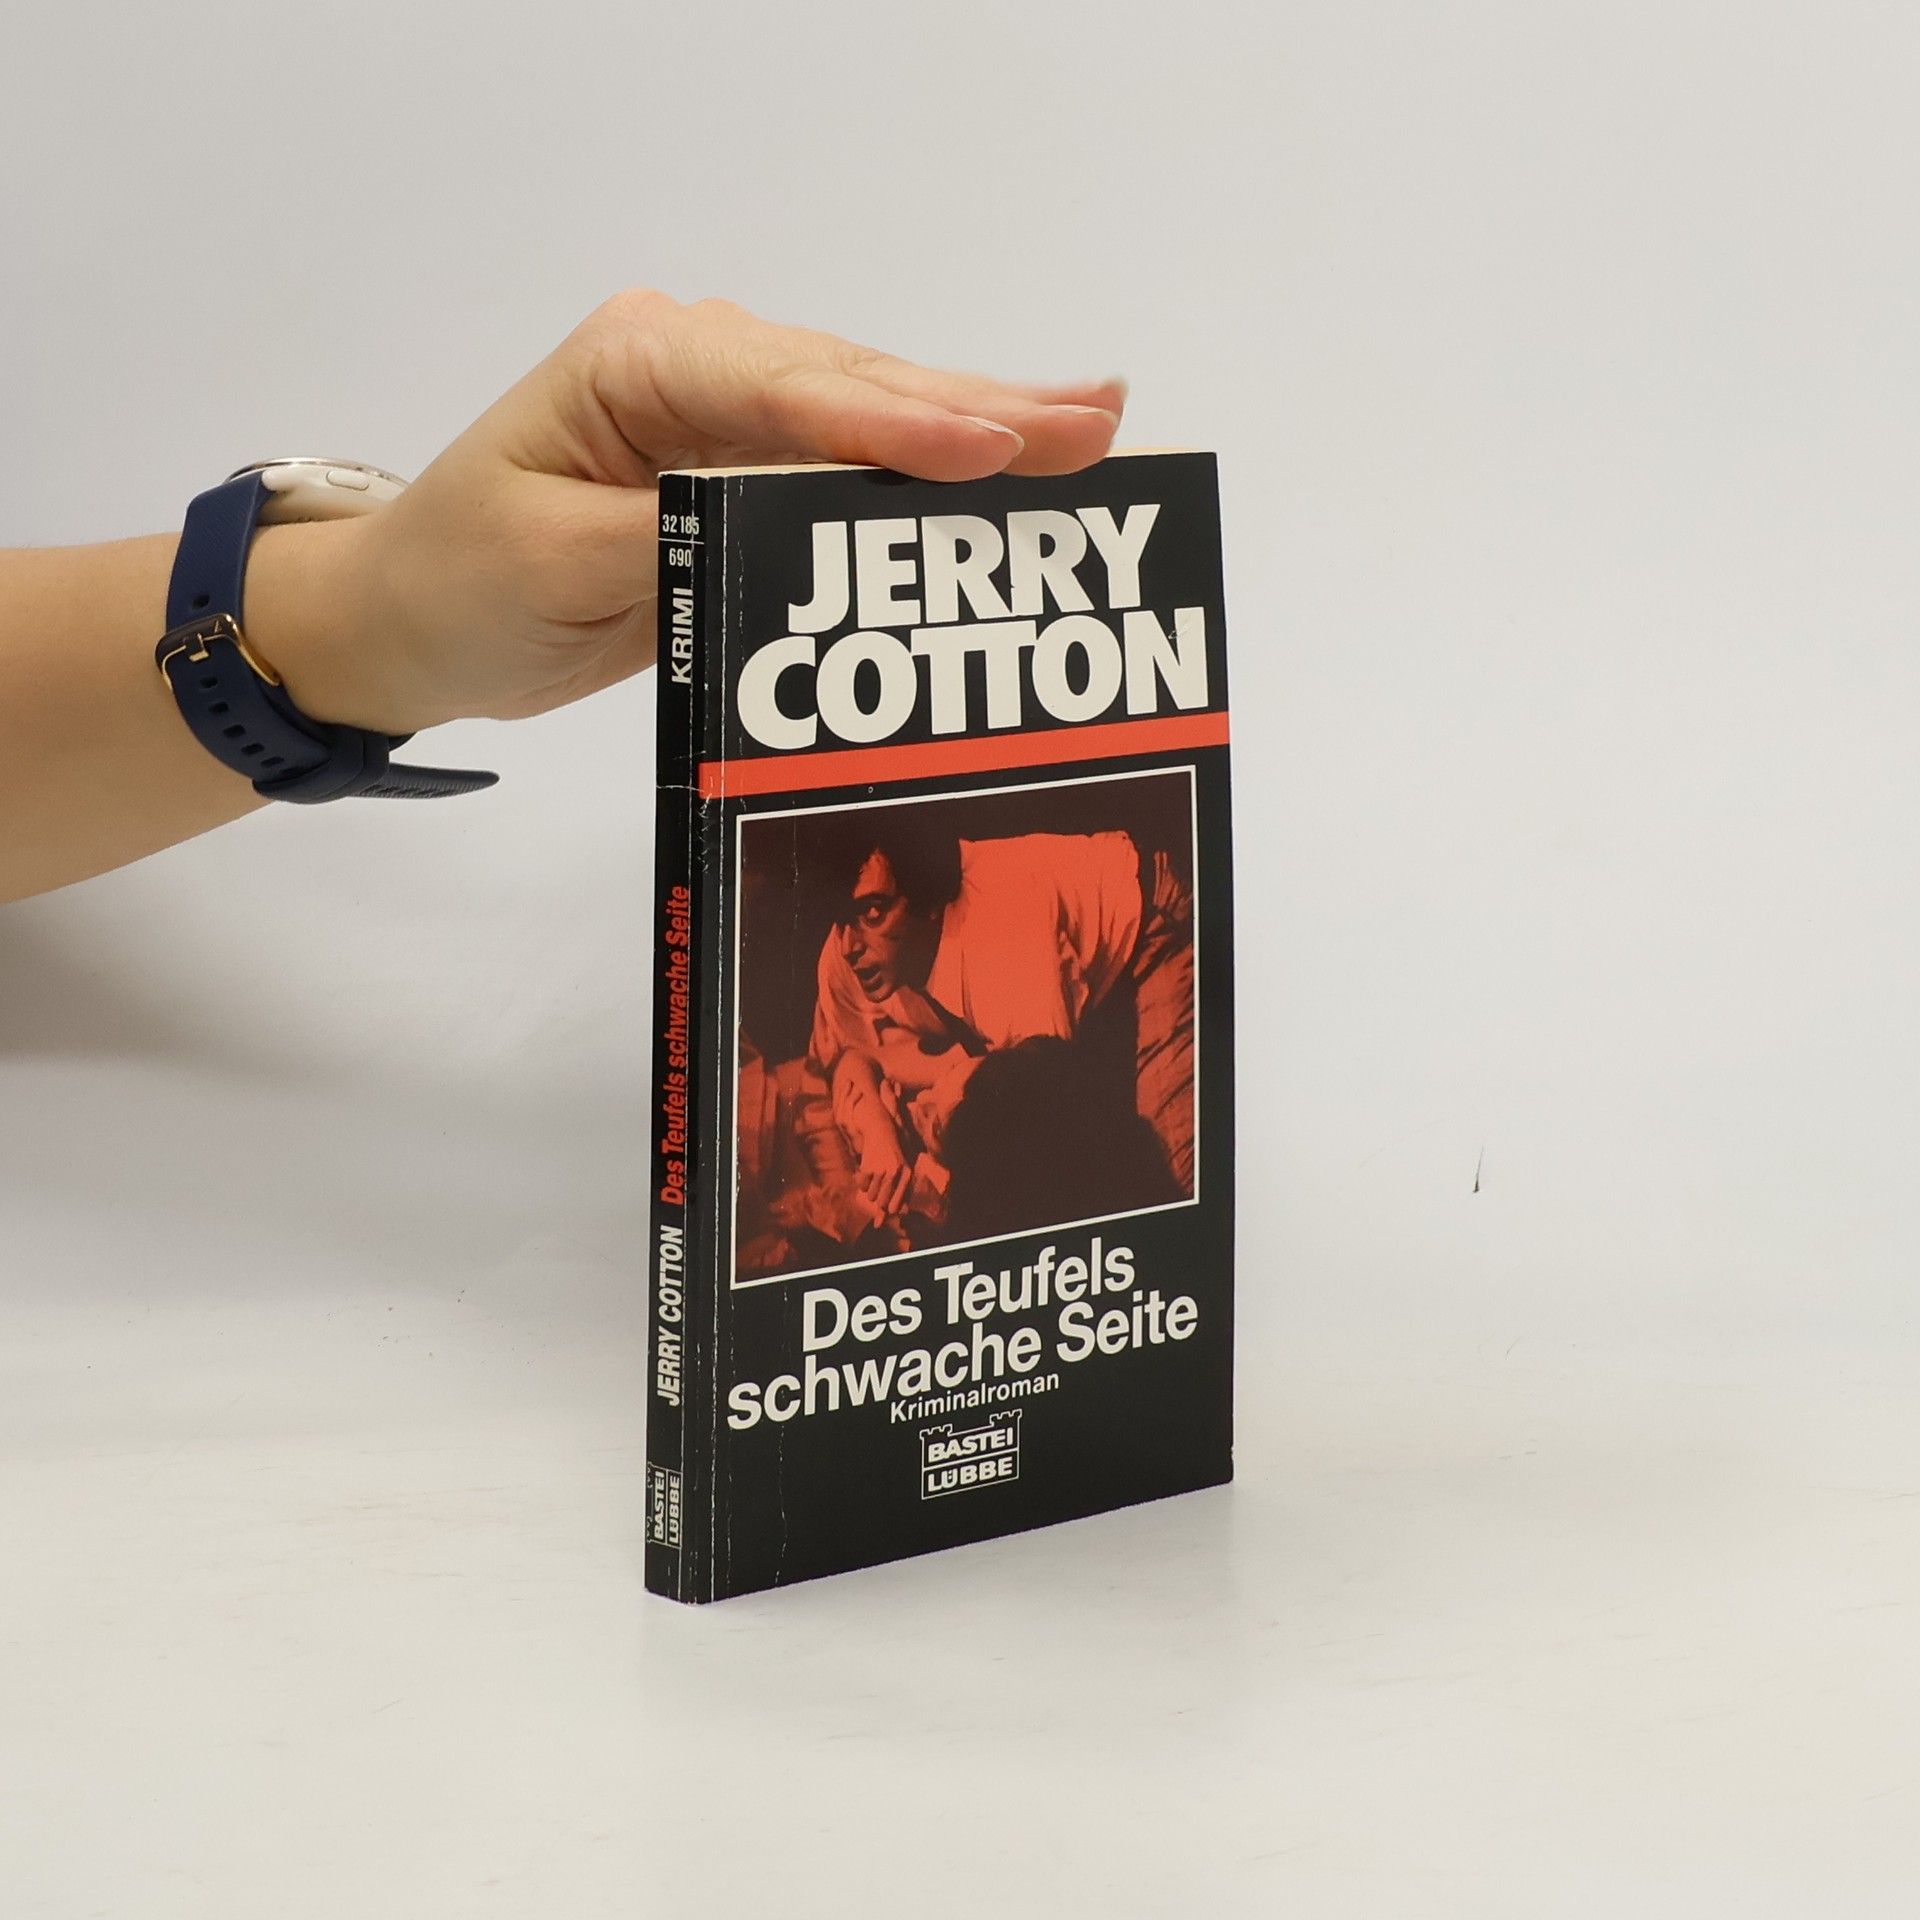 32185
690
KRIMI
Des Teufels schwache Seite
JERRY COTTON
BASTEI
LÜBBE
JERRY
COTTON
Des Teufels
schwache Seite
Kriminalroman
BASTEI
LÜBBE